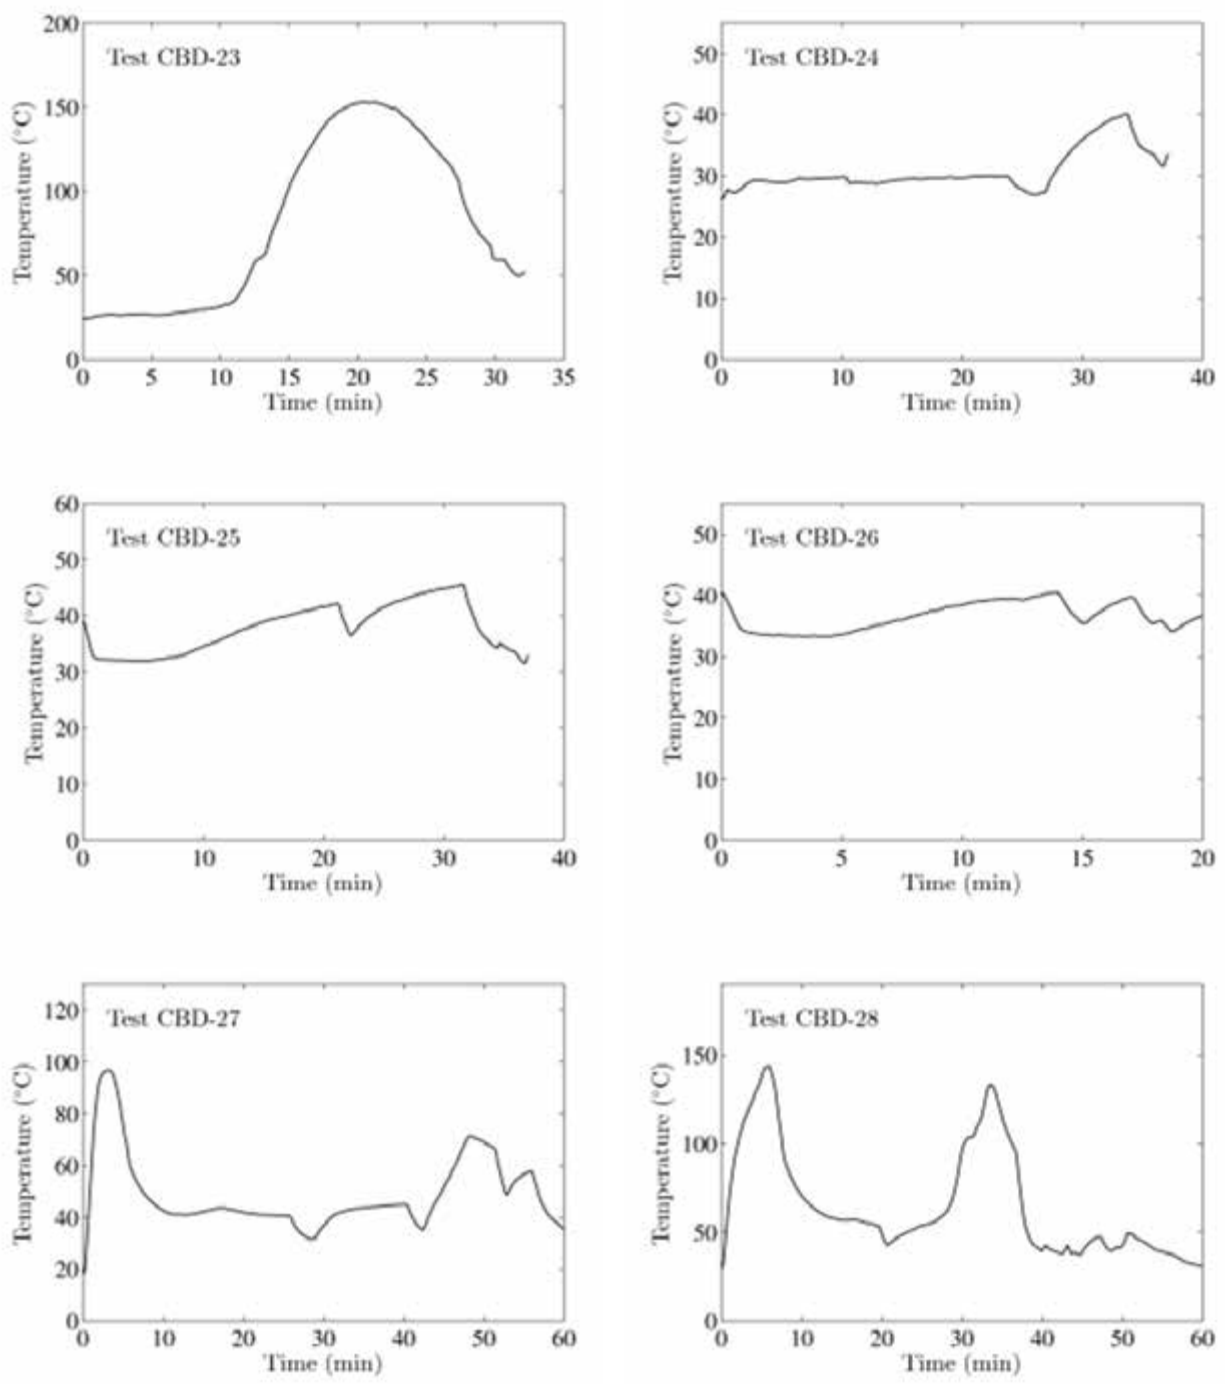 Test CBD-23
Temperature (°C)
200
150
100
50
0
0 5 10 15 20 25 30 35
Time (min)
Test CBD-24
Temperature (°C)
50
40
30
20
10
0
0 10 20 30 40
Time (min)
Test CBD-25
Temperature (°C)
60
50
40
30
20
10
0
0 10 20 30 40
Time (min)
Test CBD-26
Temperature (°C)
50
40
30
20
10
0
0 5 10 15 20
Time (min)
Test CBD-27
Temperature (°C)
120
100
80
60
40
20
0
0 10 20 30 40 50 60
Time (min)
Test CBD-28
Temperature (°C)
150
100
50
0
0 10 20 30 40 50 60
Time (min)